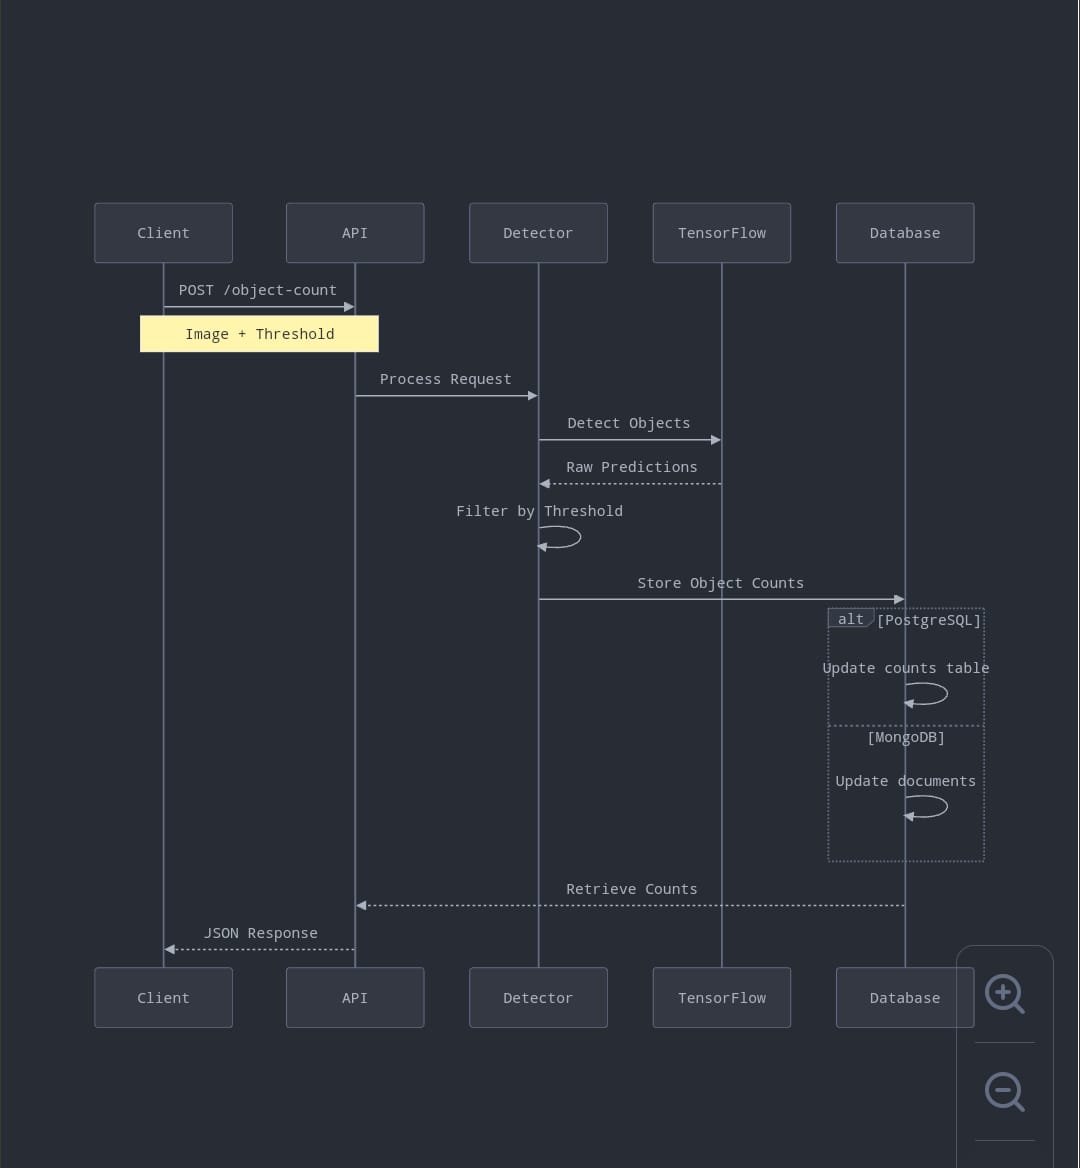 Client
API
Detector
TensorFlow
Database
POST /object-count
Image + Threshold
Process Request
Detect Objects
Raw Predictions
Filter by Threshold
Store Object Counts
alt [PostgreSQL]
Update counts table
[MongoDB]
Update documents
Retrieve Counts
JSON Response
Client
API
Detector
TensorFlow
Database